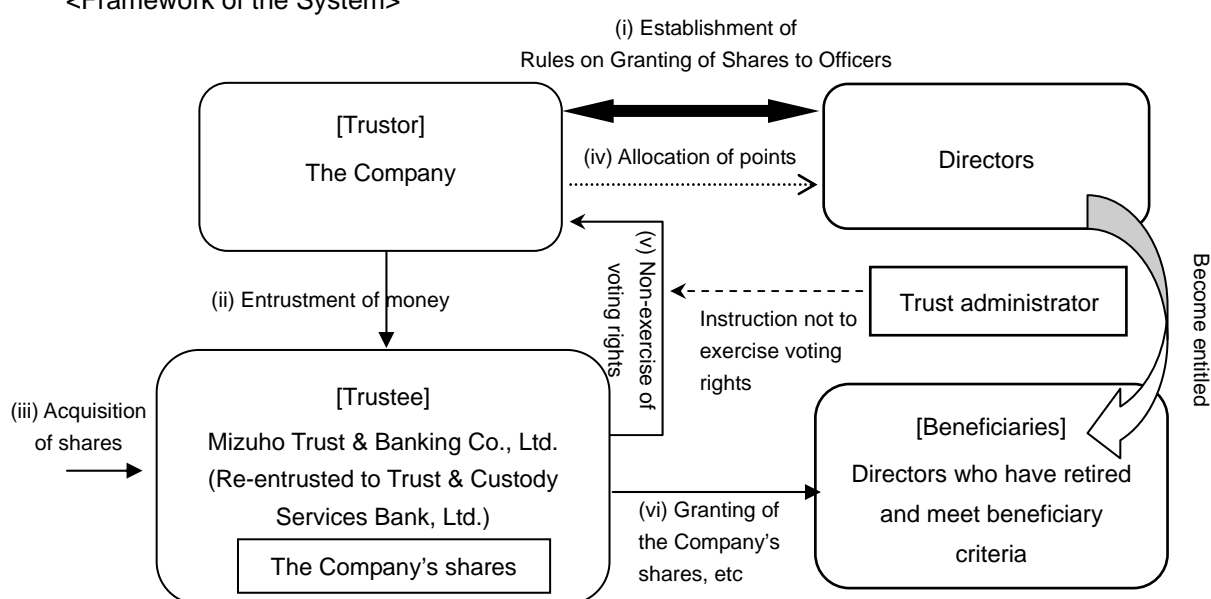 <Framework of the System>
(i) Establishment of
Rules on Granting of Shares to Officers
[Trustor]
The Company
(iv) Allocation of points
Directors
(v) Non-exercise of
voting rights
Become entitled
(ii) Entrustment of money
Instruction not to
exercise voting
rights
Trust administrator
(iii) Acquisition
of shares
[Trustee]
Mizuho Trust & Banking Co., Ltd.
(Re-entrusted to Trust & Custody
Services Bank, Ltd.)
The Company’s shares
(vi) Granting of
the Company’s
shares, etc
[Beneficiaries]
Directors who have retired
and meet beneficiary
criteria